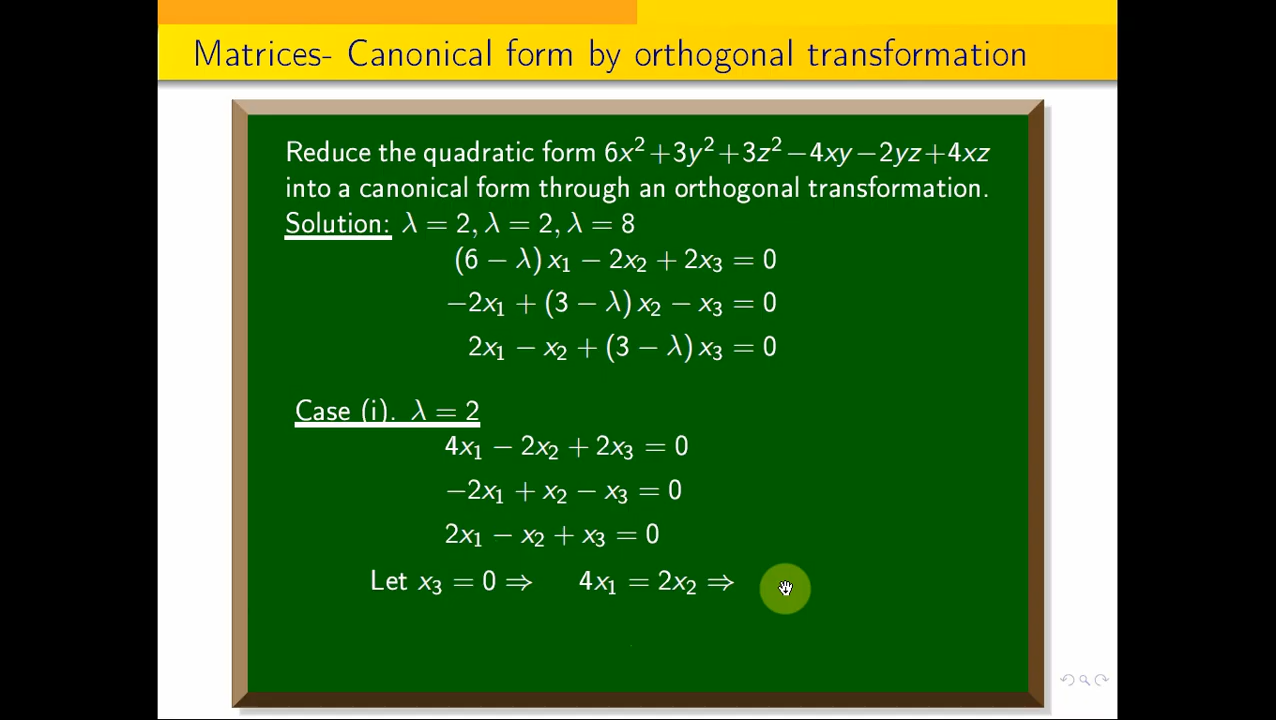 Matrices- Canonical form by orthogonal transformation
Reduce the quadratic form 6x²+3y²+3z²−4xy−2yz+4xz
into a canonical form through an orthogonal transformation.
Solution: λ = 2, λ = 2, λ = 8
(6 − λ)x₁ − 2x₂ + 2x₃ = 0
−2x₁ + (3 − λ)x₂ − x₃ = 0
2x₁ − x₂ + (3 − λ)x₃ = 0
Case (i). λ = 2
4x₁ − 2x₂ + 2x₃ = 0
−2x₁ + x₂ − x₃ = 0
2x₁ − x₂ + x₃ = 0
Let x₃ = 0 ⇒ 4x₁ = 2x₂ ⇒